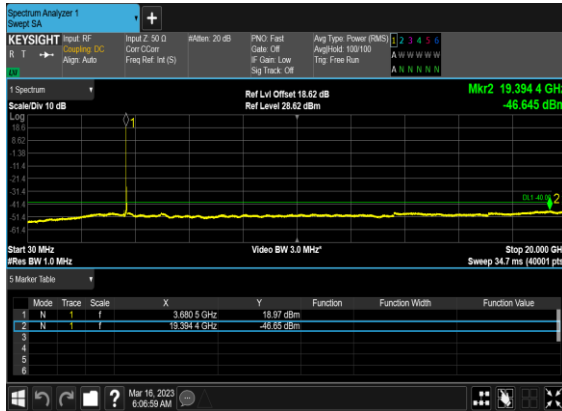 Spectrum Analyzer 1
Swept SA
+
KEYSIGHT Input: RF Input Z: 50 Ω #Atten: 20 dB PNO: Fast Avg Type: Power (RMS) 1 2 3 4 5 6
R T Coupling: DC Corr CCorr Gate: Off Avg|Hold: 100/100 A W W W W W
Align: Auto Freq Ref: Int (S) IF Gain: Low Trig: Free Run
Sig Track: Off A N N N N N
1 Spectrum Ref Lvl Offset 18.62 dB Mkr2 19.394 4 GHz
Scale/Div 10 dB Ref Level 28.62 dBm -46.645 dBm
Log
18.6
8.62
-1.38
-11.4
-21.4
-31.4
-41.4
-51.4
-61.4
1
2
Start 30 MHz Video BW 3.0 MHz* Stop 20.000 GHz
#Res BW 1.0 MHz Sweep 34.7 ms (40001 pts)
5 Marker Table
Mode Trace Scale X Y Function Function Width Function Value
1 N 1 f 3.680 5 GHz 18.97 dBm
2 N 1 f 19.394 4 GHz -46.65 dBm
3
4
5
6
? Mar 16, 2023
6:06:59 AM